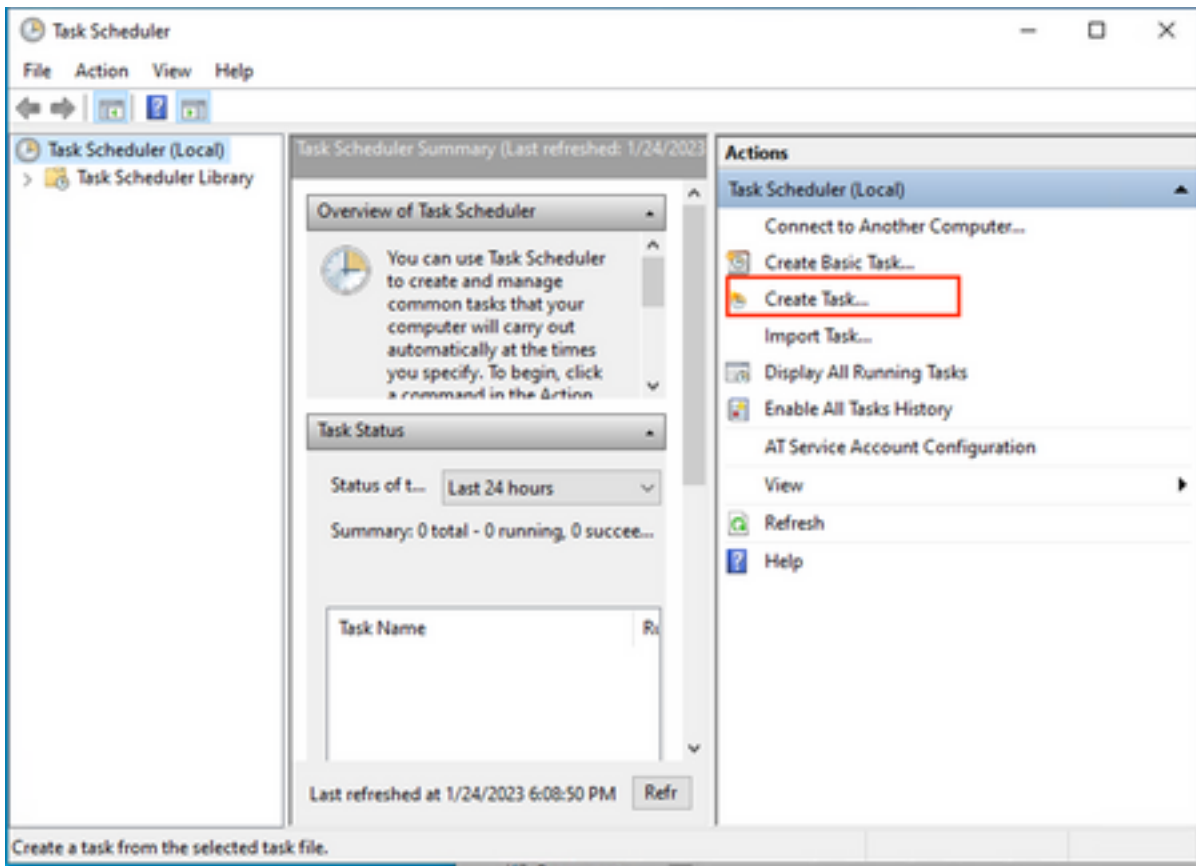 Task Scheduler
File Action View Help
Task Scheduler (Local)
Task Scheduler Library
Task Scheduler Summary (Last refreshed: 1/24/2023
Overview of Task Scheduler
You can use Task Scheduler
to create and manage
common tasks that your
computer will carry out
automatically at the times
you specify. To begin, click
a command in the Action
Task Status
Status of t... Last 24 hours
Summary: 0 total - 0 running, 0 succee...
Task Name
Last refreshed at 1/24/2023 6:08:50 PM Refr
Actions
Task Scheduler (Local)
Connect to Another Computer...
Create Basic Task...
Create Task...
Import Task...
Display All Running Tasks
Enable All Tasks History
AT Service Account Configuration
View
Refresh
Help
Create a task from the selected task file.